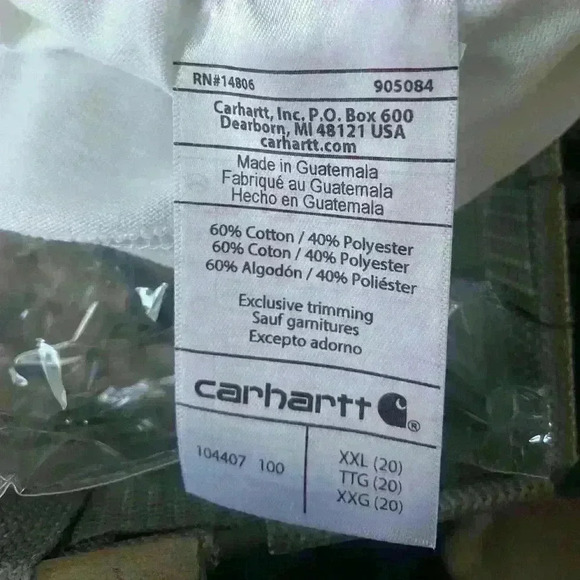 RN#14806 905084
Carhartt, Inc. P.O. Box 600
Dearborn, MI 48121 USA
carhartt.com
Made in Guatemala
Fabriqué au Guatemala
Hecho en Guatemala
60% Cotton / 40% Polyester
60% Coton / 40% Polyester
60% Algodón / 40% Poliéster
Exclusive trimming
Sauf garnitures
Excepto adorno
carhartt ®
104407 100
XXL (20)
TTG (20)
XXG (20)